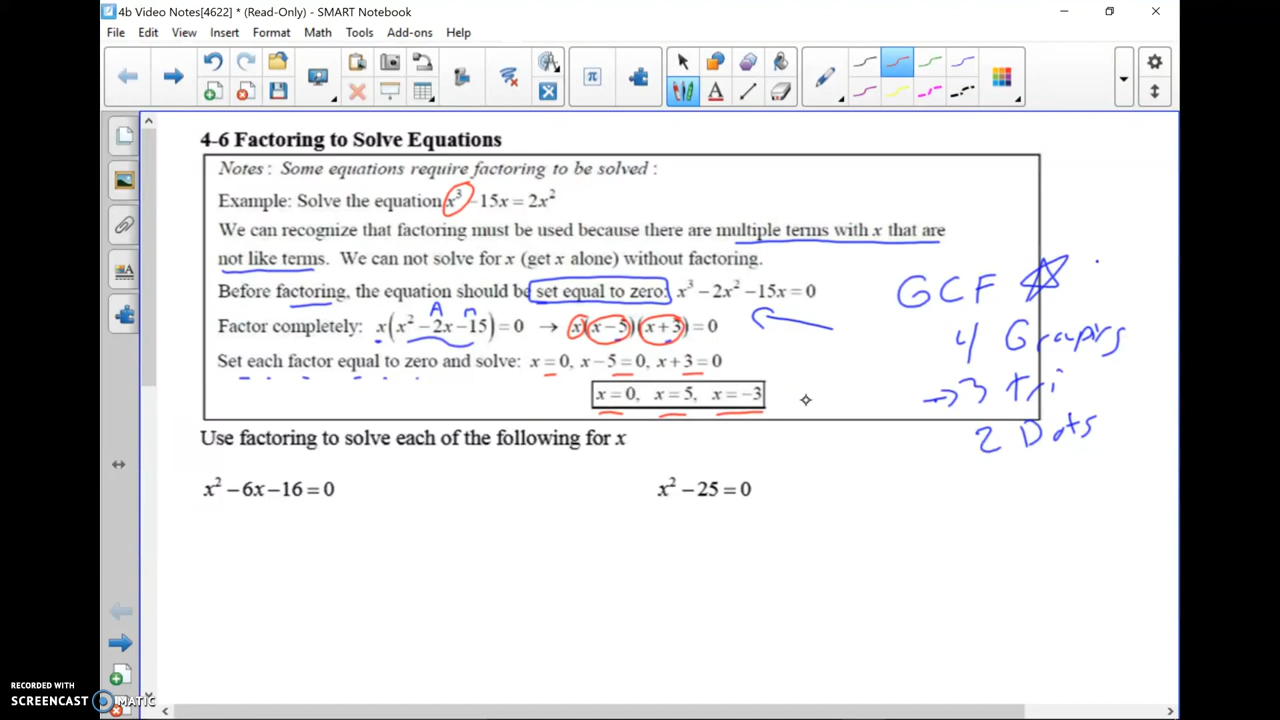 4b Video Notes[4622] * (Read-Only) - SMART Notebook
File Edit View Insert Format Math Tools Add-ons Help
4-6 Factoring to Solve Equations
Notes : Some equations require factoring to be solved :
Example: Solve the equation x³ -15x = 2x²
We can recognize that factoring must be used because there are multiple terms with x that are
not like terms. We can not solve for x (get x alone) without factoring.
Before factoring, the equation should be set equal to zero: x³ − 2x² −15x = 0
GCF
A n
Factor completely: x(x² − 2x −15) = 0 → x(x − 5)(x + 3) = 0
4
Set each factor equal to zero and solve: x = 0, x − 5 = 0, x + 3 = 0
→ 3 Tri
x = 0, x = 5, x = −3
2 Dots
Use factoring to solve each of the following for x
x² − 6x −16 = 0
x² − 25 = 0
RECORDED WITH
SCREENCAST MATIC